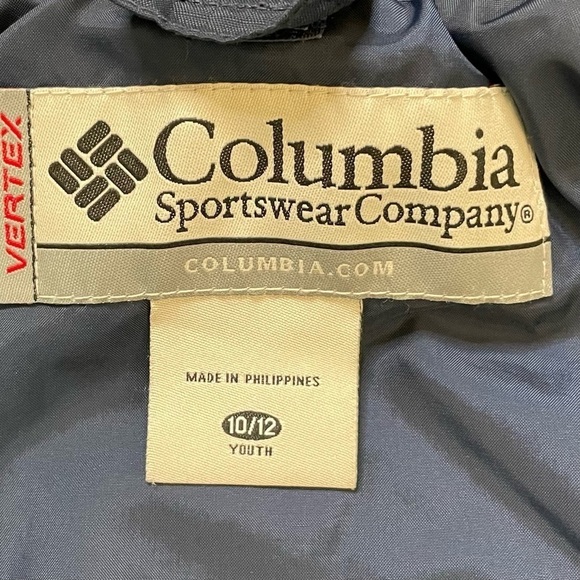 VERTEX
Columbia
Sportswear Company®
COLUMBIA.COM
MADE IN PHILIPPINES
10/12
YOUTH